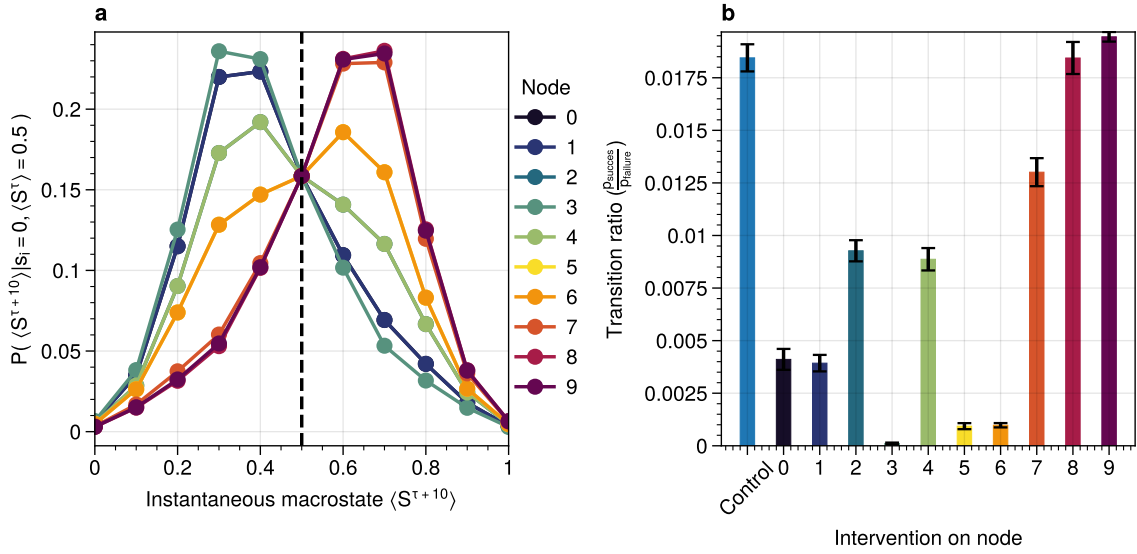 a
P( ⟨S^{τ+10}⟩|s_i = 0, ⟨S^τ⟩ = 0.5 )
0.2
0.15
0.1
0.05
0
0 0.2 0.4 0.6 0.8 1
Instantaneous macrostate ⟨S^{τ+10}⟩
Node
0
1
2
3
4
5
6
7
8
9
b
Transition ratio (p_succes/p_failure)
0.0175
0.015
0.0125
0.01
0.0075
0.005
0.0025
0
Control 0 1 2 3 4 5 6 7 8 9
Intervention on node